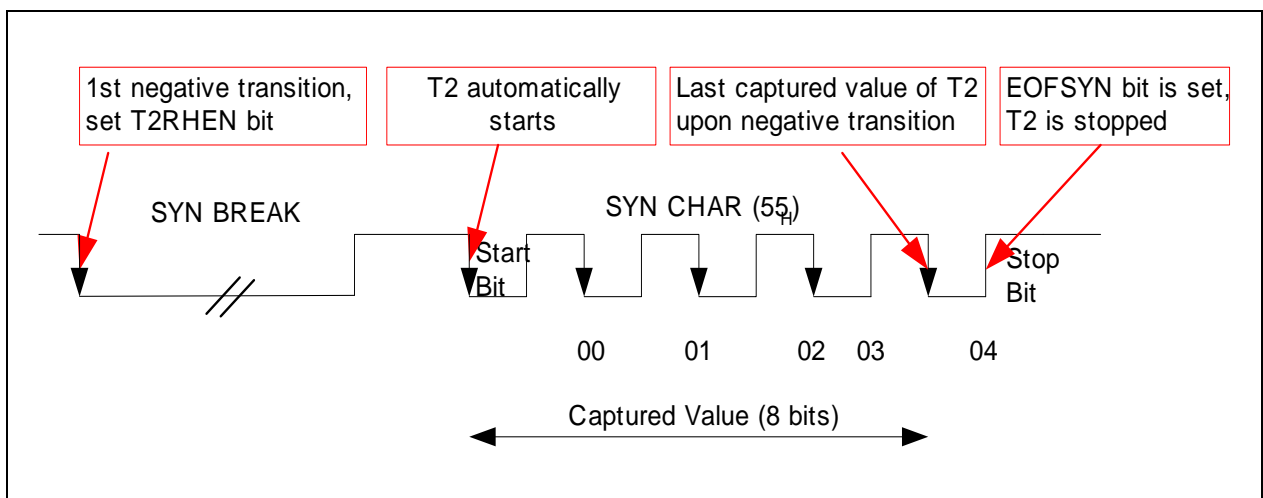 1st negative transition,
set T2RHEN bit
T2 automatically
starts
Last captured value of T2
upon negative transition
EOFSYN bit is set,
T2 is stopped
SYN BREAK
SYN CHAR (55H)
Start
Bit
Stop
Bit
00 01 02 03 04
Captured Value (8 bits)